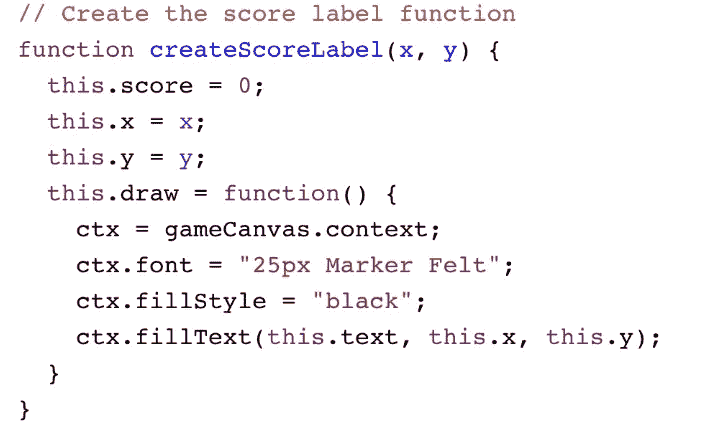 // Create the score label function
function createScoreLabel(x, y) {
  this.score = 0;
  this.x = x;
  this.y = y;
  this.draw = function() {
    ctx = gameCanvas.context;
    ctx.font = "25px Marker Felt";
    ctx.fillStyle = "black";
    ctx.fillText(this.text, this.x, this.y);
  }
}